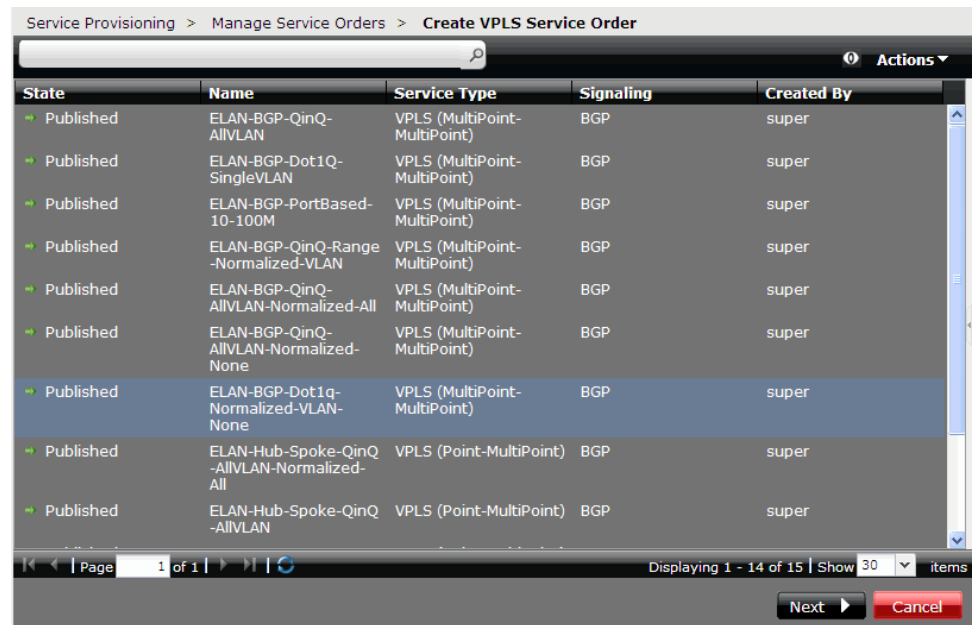 Service Provisioning > Manage Service Orders > Create VPLS Service Order
0 Actions
State Name Service Type Signaling Created By
Published ELAN-BGP-QinQ- VPLS (MultiPoint- BGP super
AllVLAN MultiPoint)
Published ELAN-BGP-Dot1Q- VPLS (MultiPoint- BGP super
SingleVLAN MultiPoint)
Published ELAN-BGP-PortBased- VPLS (MultiPoint- BGP super
10-100M MultiPoint)
Published ELAN-BGP-QinQ-Range VPLS (MultiPoint- BGP super
-Normalized-VLAN MultiPoint)
Published ELAN-BGP-QinQ- VPLS (MultiPoint- BGP super
AllVLAN-Normalized-All MultiPoint)
Published ELAN-BGP-QinQ- VPLS (MultiPoint- BGP super
AllVLAN-Normalized- MultiPoint)
None
Published ELAN-BGP-Dot1q- VPLS (MultiPoint- BGP super
Normalized-VLAN- MultiPoint)
None
Published ELAN-Hub-Spoke-QinQ VPLS (Point-MultiPoint) BGP super
-AllVLAN-Normalized-
All
Published ELAN-Hub-Spoke-QinQ VPLS (Point-MultiPoint) BGP super
-AllVLAN
Page 1 of 1 Displaying 1 - 14 of 15 Show 30 items
Next Cancel